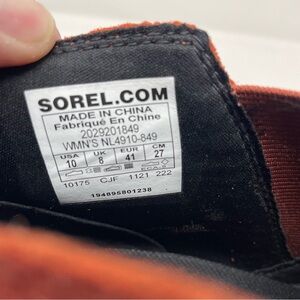 SOREL.COM
MADE IN CHINA
Fabriqué En Chine
2029201849
WMN'S NL4910-849
USA UK EUR CM
10 8 41 27
10175 CJF 1121 222
194895801238